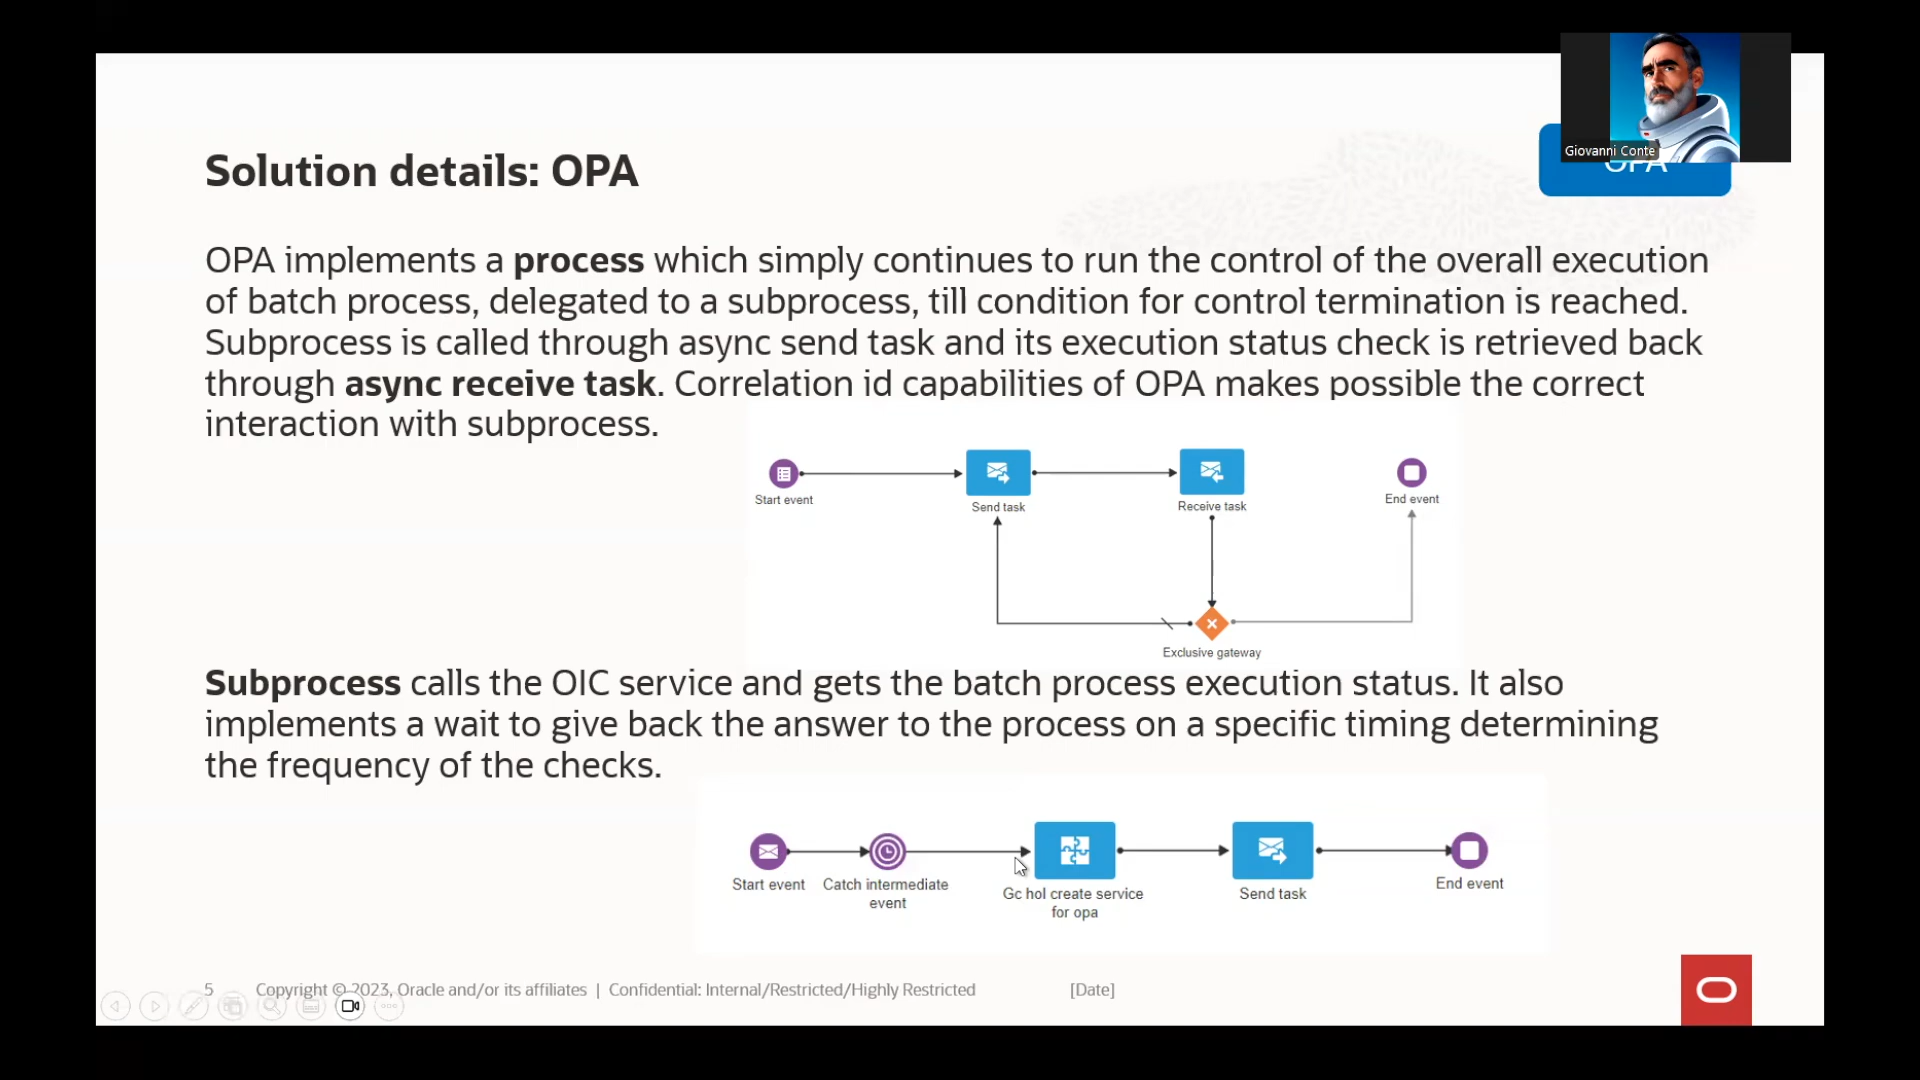 Giovanni Conte
OPA
Solution details: OPA
OPA implements a process which simply continues to run the control of the overall execution
of batch process, delegated to a subprocess, till condition for control termination is reached.
Subprocess is called through async send task and its execution status check is retrieved back
through async receive task. Correlation id capabilities of OPA makes possible the correct
interaction with subprocess.
Start event
Send task
Receive task
End event
Exclusive gateway
Subprocess calls the OIC service and gets the batch process execution status. It also
implements a wait to give back the answer to the process on a specific timing determining
the frequency of the checks.
Start event
Catch intermediate
event
Gc hol create service
for opa
Send task
End event
5 Copyright © 2023, Oracle and/or its affiliates | Confidential: Internal/Restricted/Highly Restricted [Date]